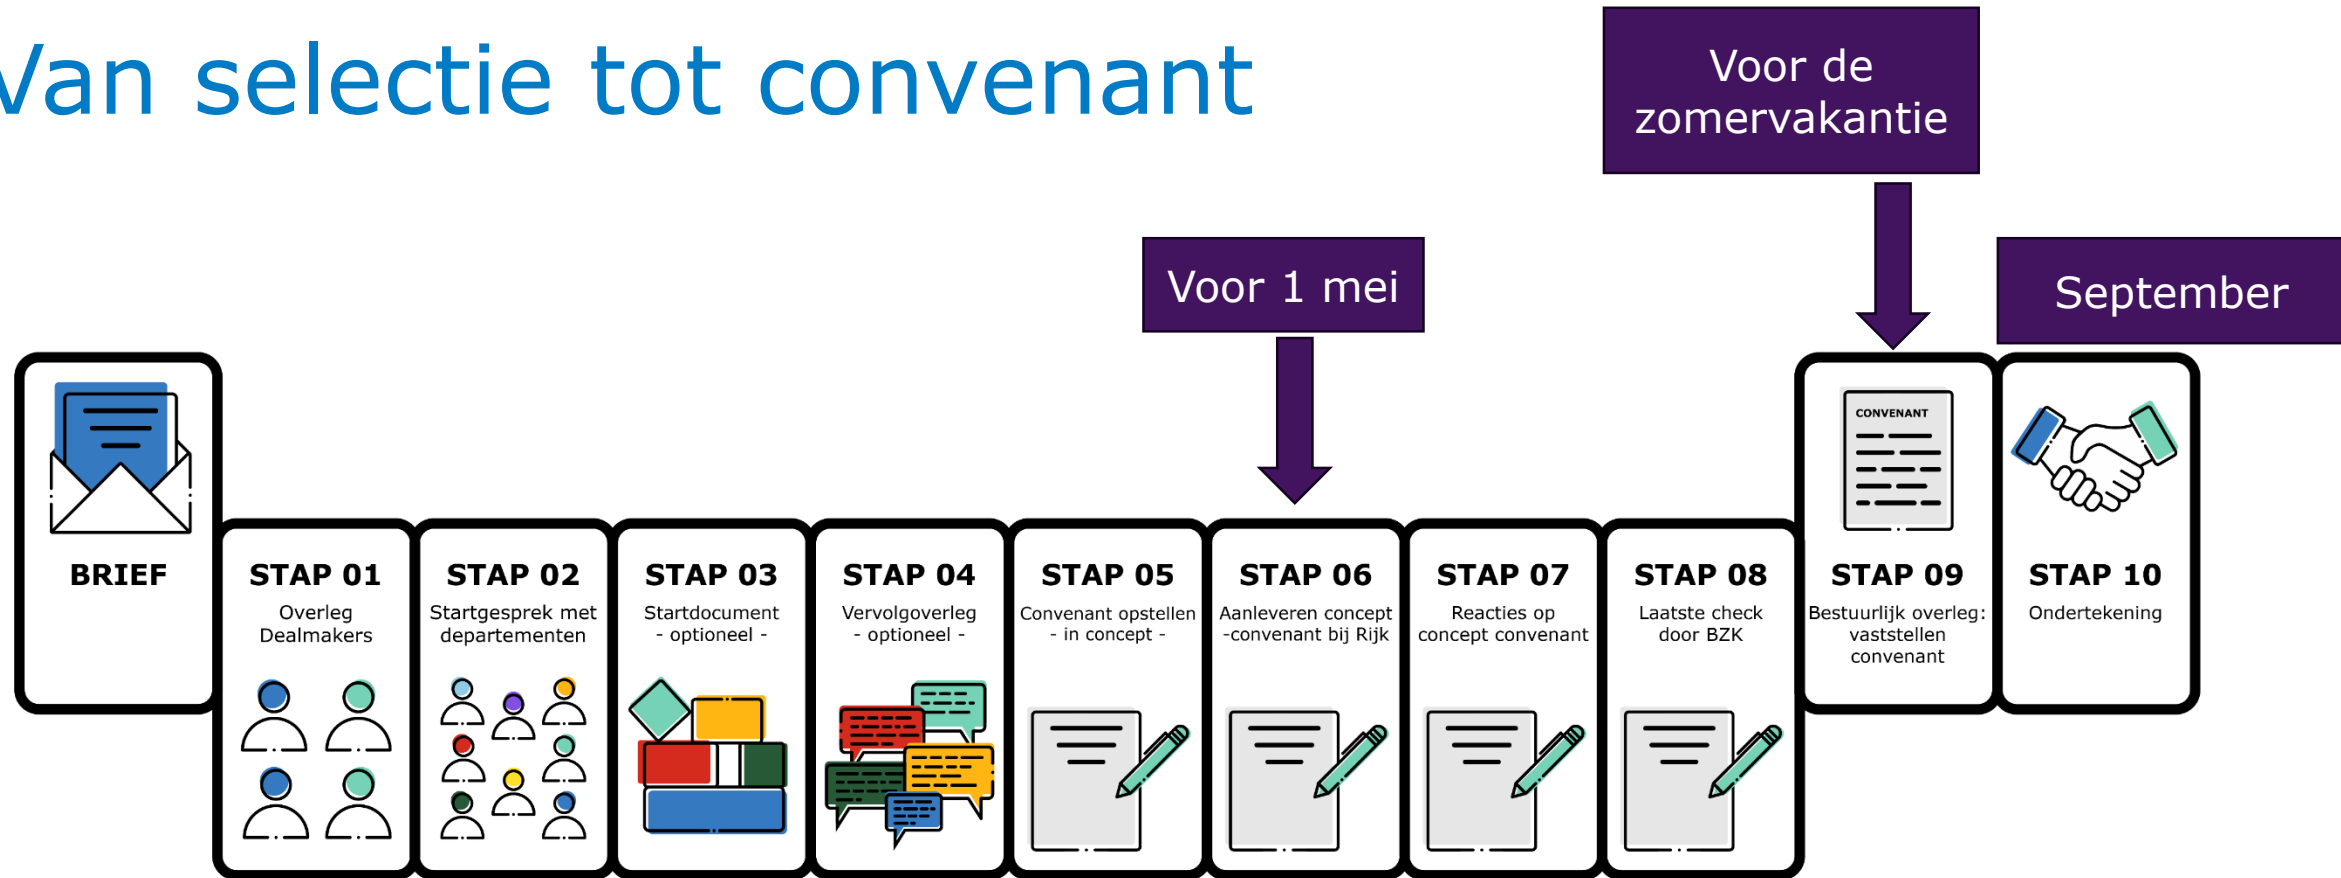 Van selectie tot convenant
Voor de
zomervakantie
Voor 1 mei
September
BRIEF
STAP 01
Overleg
Dealmakers
STAP 02
Startgesprek met
departementen
STAP 03
Startdocument
- optioneel -
STAP 04
Vervolgoverleg
- optioneel -
STAP 05
Convenant opstellen
- in concept -
STAP 06
Aanleveren concept
-convenant bij Rijk
STAP 07
Reacties op
concept convenant
STAP 08
Laatste check
door BZK
CONVENANT
STAP 09
Bestuurlijk overleg:
vaststellen
convenant
STAP 10
Ondertekening